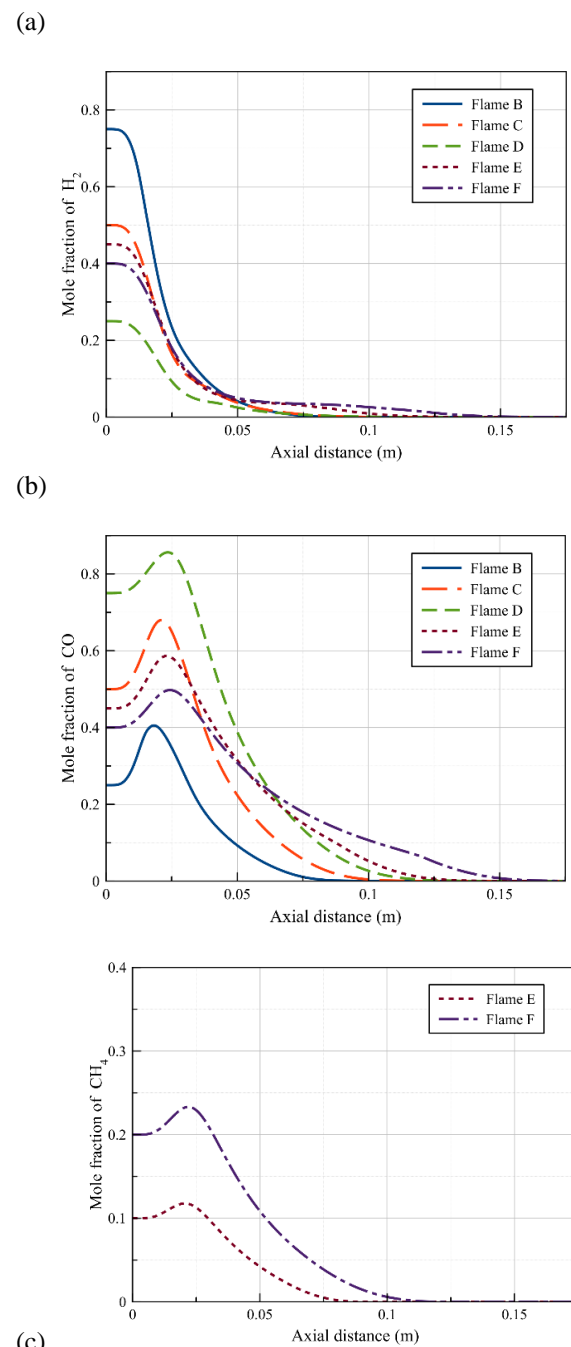 (a)
Mole fraction of H2
0.8
0.6
0.4
0.2
0
Flame B
Flame C
Flame D
Flame E
Flame F
0
0.05
0.1
0.15
Axial distance (m)
(b)
Mole fraction of CO
0.8
0.6
0.4
0.2
0
Flame B
Flame C
Flame D
Flame E
Flame F
0
0.05
0.1
0.15
Axial distance (m)
Mole fraction of CH4
0.4
0.3
0.2
0.1
0
Flame E
Flame F
0
0.05
0.1
0.15
Axial distance (m)
(c)